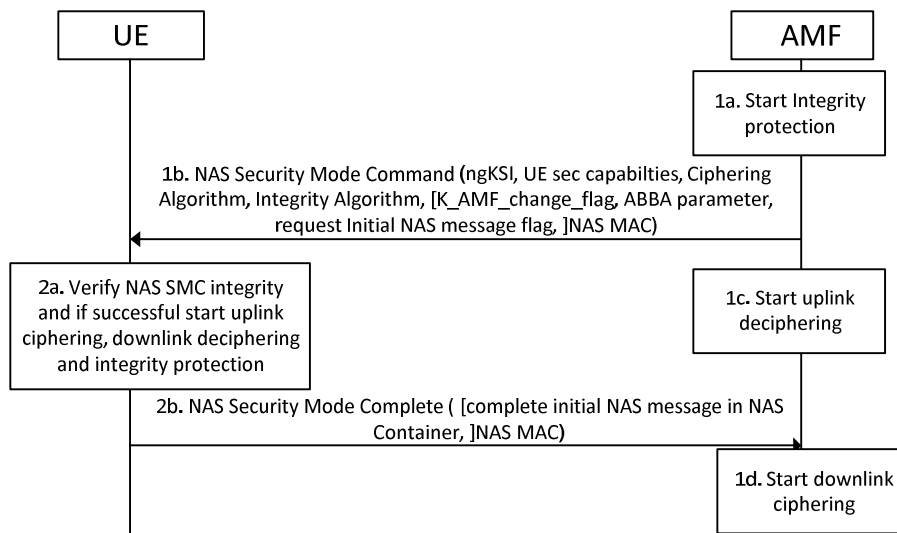 UE
AMF
1a. Start Integrity
protection
1b. NAS Security Mode Command (ngKSI, UE sec capabilties, Ciphering
Algorithm, Integrity Algorithm, [K_AMF_change_flag, ABBA parameter,
request Initial NAS message flag, ]NAS MAC)
2a. Verify NAS SMC integrity
and if successful start uplink
ciphering, downlink deciphering
and integrity protection
1c. Start uplink
deciphering
2b. NAS Security Mode Complete ( [complete initial NAS message in NAS
Container, ]NAS MAC)
1d. Start downlink
ciphering